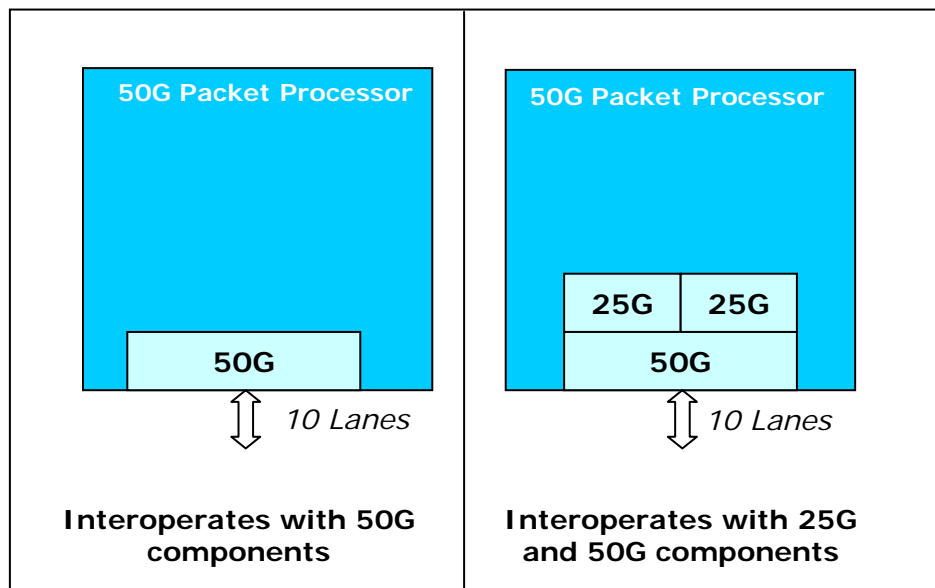 50G Packet Processor
50G
10 Lanes
Interoperates with 50G
components
50G Packet Processor
25G 25G
50G
10 Lanes
Interoperates with 25G
and 50G components